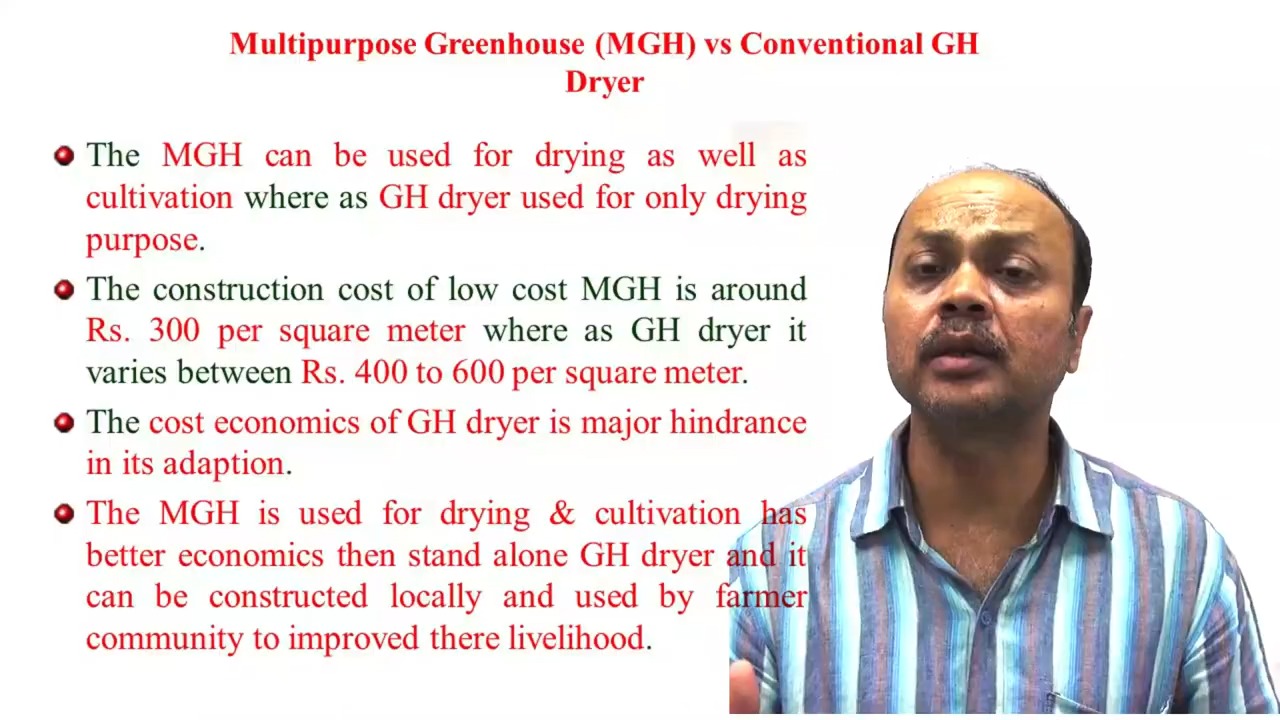 Multipurpose Greenhouse (MGH) vs Conventional GH
Dryer
The MGH can be used for drying as well as
cultivation where as GH dryer used for only drying
purpose.
The construction cost of low cost MGH is around
Rs. 300 per square meter where as GH dryer it
varies between Rs. 400 to 600 per square meter.
The cost economics of GH dryer is major hindrance
in its adaption.
The MGH is used for drying & cultivation has
better economics then stand alone GH dryer and it
can be constructed locally and used by farmer
community to improved there livelihood.